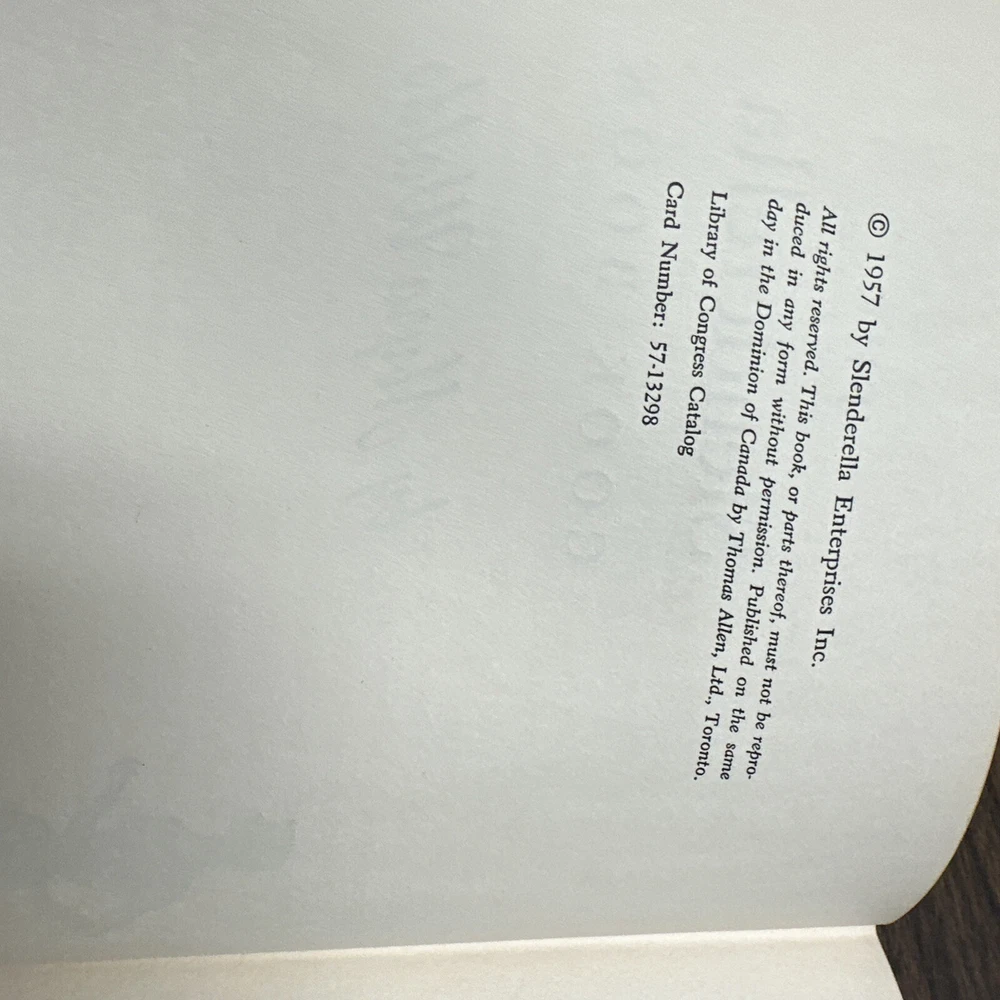 © 1957 by Slenderella Enterprises Inc.
All rights reserved. This book, or parts thereof, must not be repro-
duced in any form without permission. Published on the same
day in the Dominion of Canada by Thomas Allen, Ltd., Toronto.
Library of Congress Catalog
Card Number: 57-13298